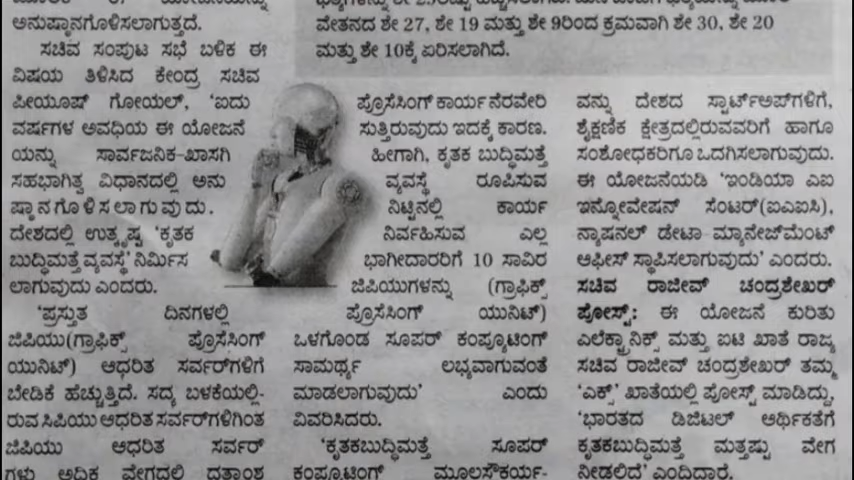 ಅನುಷ್ಠಾನಗೊಳಿಸಲಾಗುತ್ತದೆ.
ಸಚಿವ ಸಂಪುಟ ಸಭೆ ಬಳಿಕ ಈ
ವಿಷಯ ತಿಳಿಸಿದ ಕೇಂದ್ರ ಸಚಿವ
ಪೀಯೂಷ್ ಗೋಯಲ್, 'ಐದು
ವರ್ಷಗಳ ಅವಧಿಯ ಈ ಯೋಜನೆ
ಯನ್ನು ಸಾರ್ವಜನಿಕ-ಖಾಸಗಿ
ಸಹಭಾಗಿತ್ವ ವಿಧಾನದಲ್ಲಿ ಅನು
ಷ್ಠಾನಗೊಳಿಸಲಾಗುವುದು.
ದೇಶದಲ್ಲಿ ಉತ್ಕೃಷ್ಟ 'ಕೃತಕ
ಬುದ್ಧಿಮತ್ತೆ ವ್ಯವಸ್ಥೆ' ನಿರ್ಮಿಸ
ಲಾಗುವುದು ಎಂದರು.
'ಪ್ರಸ್ತುತ ದಿನಗಳಲ್ಲಿ
ಜಿಪಿಯು(ಗ್ರಾಫಿಕ್ಸ್ ಪ್ರೊಸೆಸಿಂಗ್
ಯುನಿಟ್) ಆಧರಿತ ಸರ್ವರ್‌ಗಳಿಗೆ
ಬೇಡಿಕೆ ಹೆಚ್ಚುತ್ತಿದೆ. ಸದ್ಯ ಬಳಕೆಯಲ್ಲಿ-
ರುವ ಸಿಪಿಯು ಆಧರಿತ ಸರ್ವರ್‌ಗಳಿಗಿಂತ
ಜಿಪಿಯು ಆಧರಿತ ಸರ್ವರ್
ಗಳು ಅಧಿಕ ವೇಗದಲ್ಲಿ ದತ್ತಾಂಶ
ವೇತನದ ಶೇ 27, ಶೇ 19 ಮತ್ತು ಶೇ 9ರಿಂದ ಕ್ರಮವಾಗಿ ಶೇ 30, ಶೇ 20
ಮತ್ತು ಶೇ 10ಕ್ಕೆ ಏರಿಸಲಾಗಿದೆ.
ಪ್ರೊಸೆಸಿಂಗ್ ಕಾರ್ಯ ನೆರವೇರಿ
ಸುತ್ತಿರುವುದು ಇದಕ್ಕೆ ಕಾರಣ.
ಹೀಗಾಗಿ, ಕೃತಕ ಬುದ್ಧಿಮತ್ತೆ
ವ್ಯವಸ್ಥೆ ರೂಪಿಸುವ
ನಿಟ್ಟಿನಲ್ಲಿ ಕಾರ್ಯ
ನಿರ್ವಹಿಸುವ ಎಲ್ಲ
ಭಾಗೀದಾರರಿಗೆ 10 ಸಾವಿರ
ಜಿಪಿಯುಗಳನ್ನು (ಗ್ರಾಫಿಕ್ಸ್
ಪ್ರೊಸೆಸಿಂಗ್ ಯುನಿಟ್)
ಒಳಗೊಂಡ ಸೂಪರ್ ಕಂಪ್ಯೂಟಿಂಗ್
ಸಾಮರ್ಥ್ಯ ಲಭ್ಯವಾಗುವಂತೆ
ಮಾಡಲಾಗುವುದು' ಎಂದು
ವಿವರಿಸಿದರು.
'ಕೃತಕಬುದ್ಧಿಮತ್ತೆ ಸೂಪರ್
ಕಂಪ್ಯೂಟಿಂಗ್ ಮೂಲಸೌಕರ್ಯ-
ವನ್ನು ದೇಶದ ಸ್ಟಾರ್ಟ್‌ಅಪ್‌ಗಳಿಗೆ,
ಶೈಕ್ಷಣಿಕ ಕ್ಷೇತ್ರದಲ್ಲಿರುವವರಿಗೆ ಹಾಗೂ
ಸಂಶೋಧಕರಿಗೂ ಒದಗಿಸಲಾಗುವುದು.
ಈ ಯೋಜನೆಯಡಿ 'ಇಂಡಿಯಾ ಎಐ
ಇನ್ನೋವೇಷನ್ ಸೆಂಟರ್(ಐಎಐಸಿ),
ನ್ಯಾಷನಲ್ ಡೇಟಾ ಮ್ಯಾನೇಜ್‌ಮೆಂಟ್
ಆಫೀಸ್ ಸ್ಥಾಪಿಸಲಾಗುವುದು' ಎಂದರು.
ಸಚಿವ ರಾಜೀವ್ ಚಂದ್ರಶೇಖರ್
ಪೋಸ್ಟ್: ಈ ಯೋಜನೆ ಕುರಿತು
ಎಲೆಕ್ಟ್ರಾನಿಕ್ಸ್ ಮತ್ತು ಐಟಿ ಖಾತೆ ರಾಜ್ಯ
ಸಚಿವ ರಾಜೀವ್ ಚಂದ್ರಶೇಖರ್ ತಮ್ಮ
'ಎಕ್ಸ್' ಖಾತೆಯಲ್ಲಿ ಪೋಸ್ಟ್ ಮಾಡಿದ್ದು,
'ಭಾರತದ ಡಿಜಿಟಲ್ ಆರ್ಥಿಕತೆಗೆ
ಕೃತಕಬುದ್ಧಿಮತ್ತೆ ಮತ್ತಷ್ಟು ವೇಗ
ನೀಡಲಿದೆ' ಎಂದಿದ್ದಾರೆ.